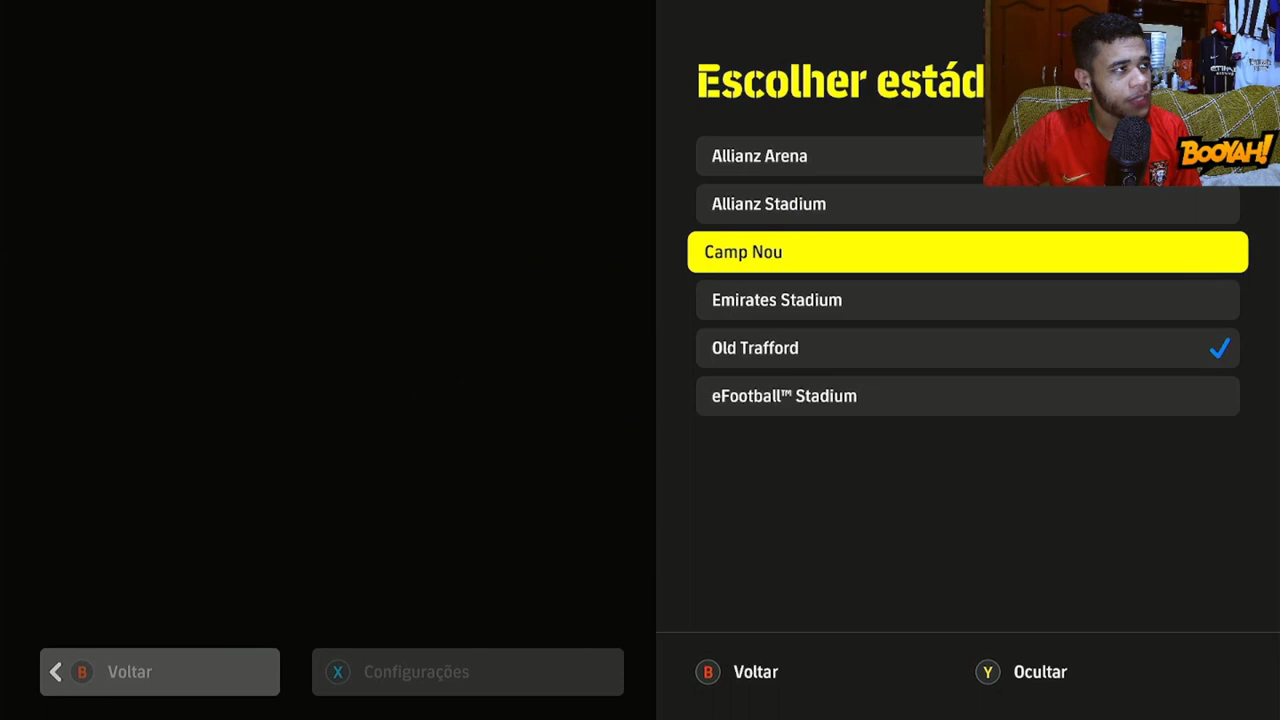 Escolher estád
Allianz Arena
Allianz Stadium
Camp Nou
Emirates Stadium
Old Trafford
eFootball™ Stadium
BOOYAH!
B Voltar
X Configurações
B Voltar
Y Ocultar